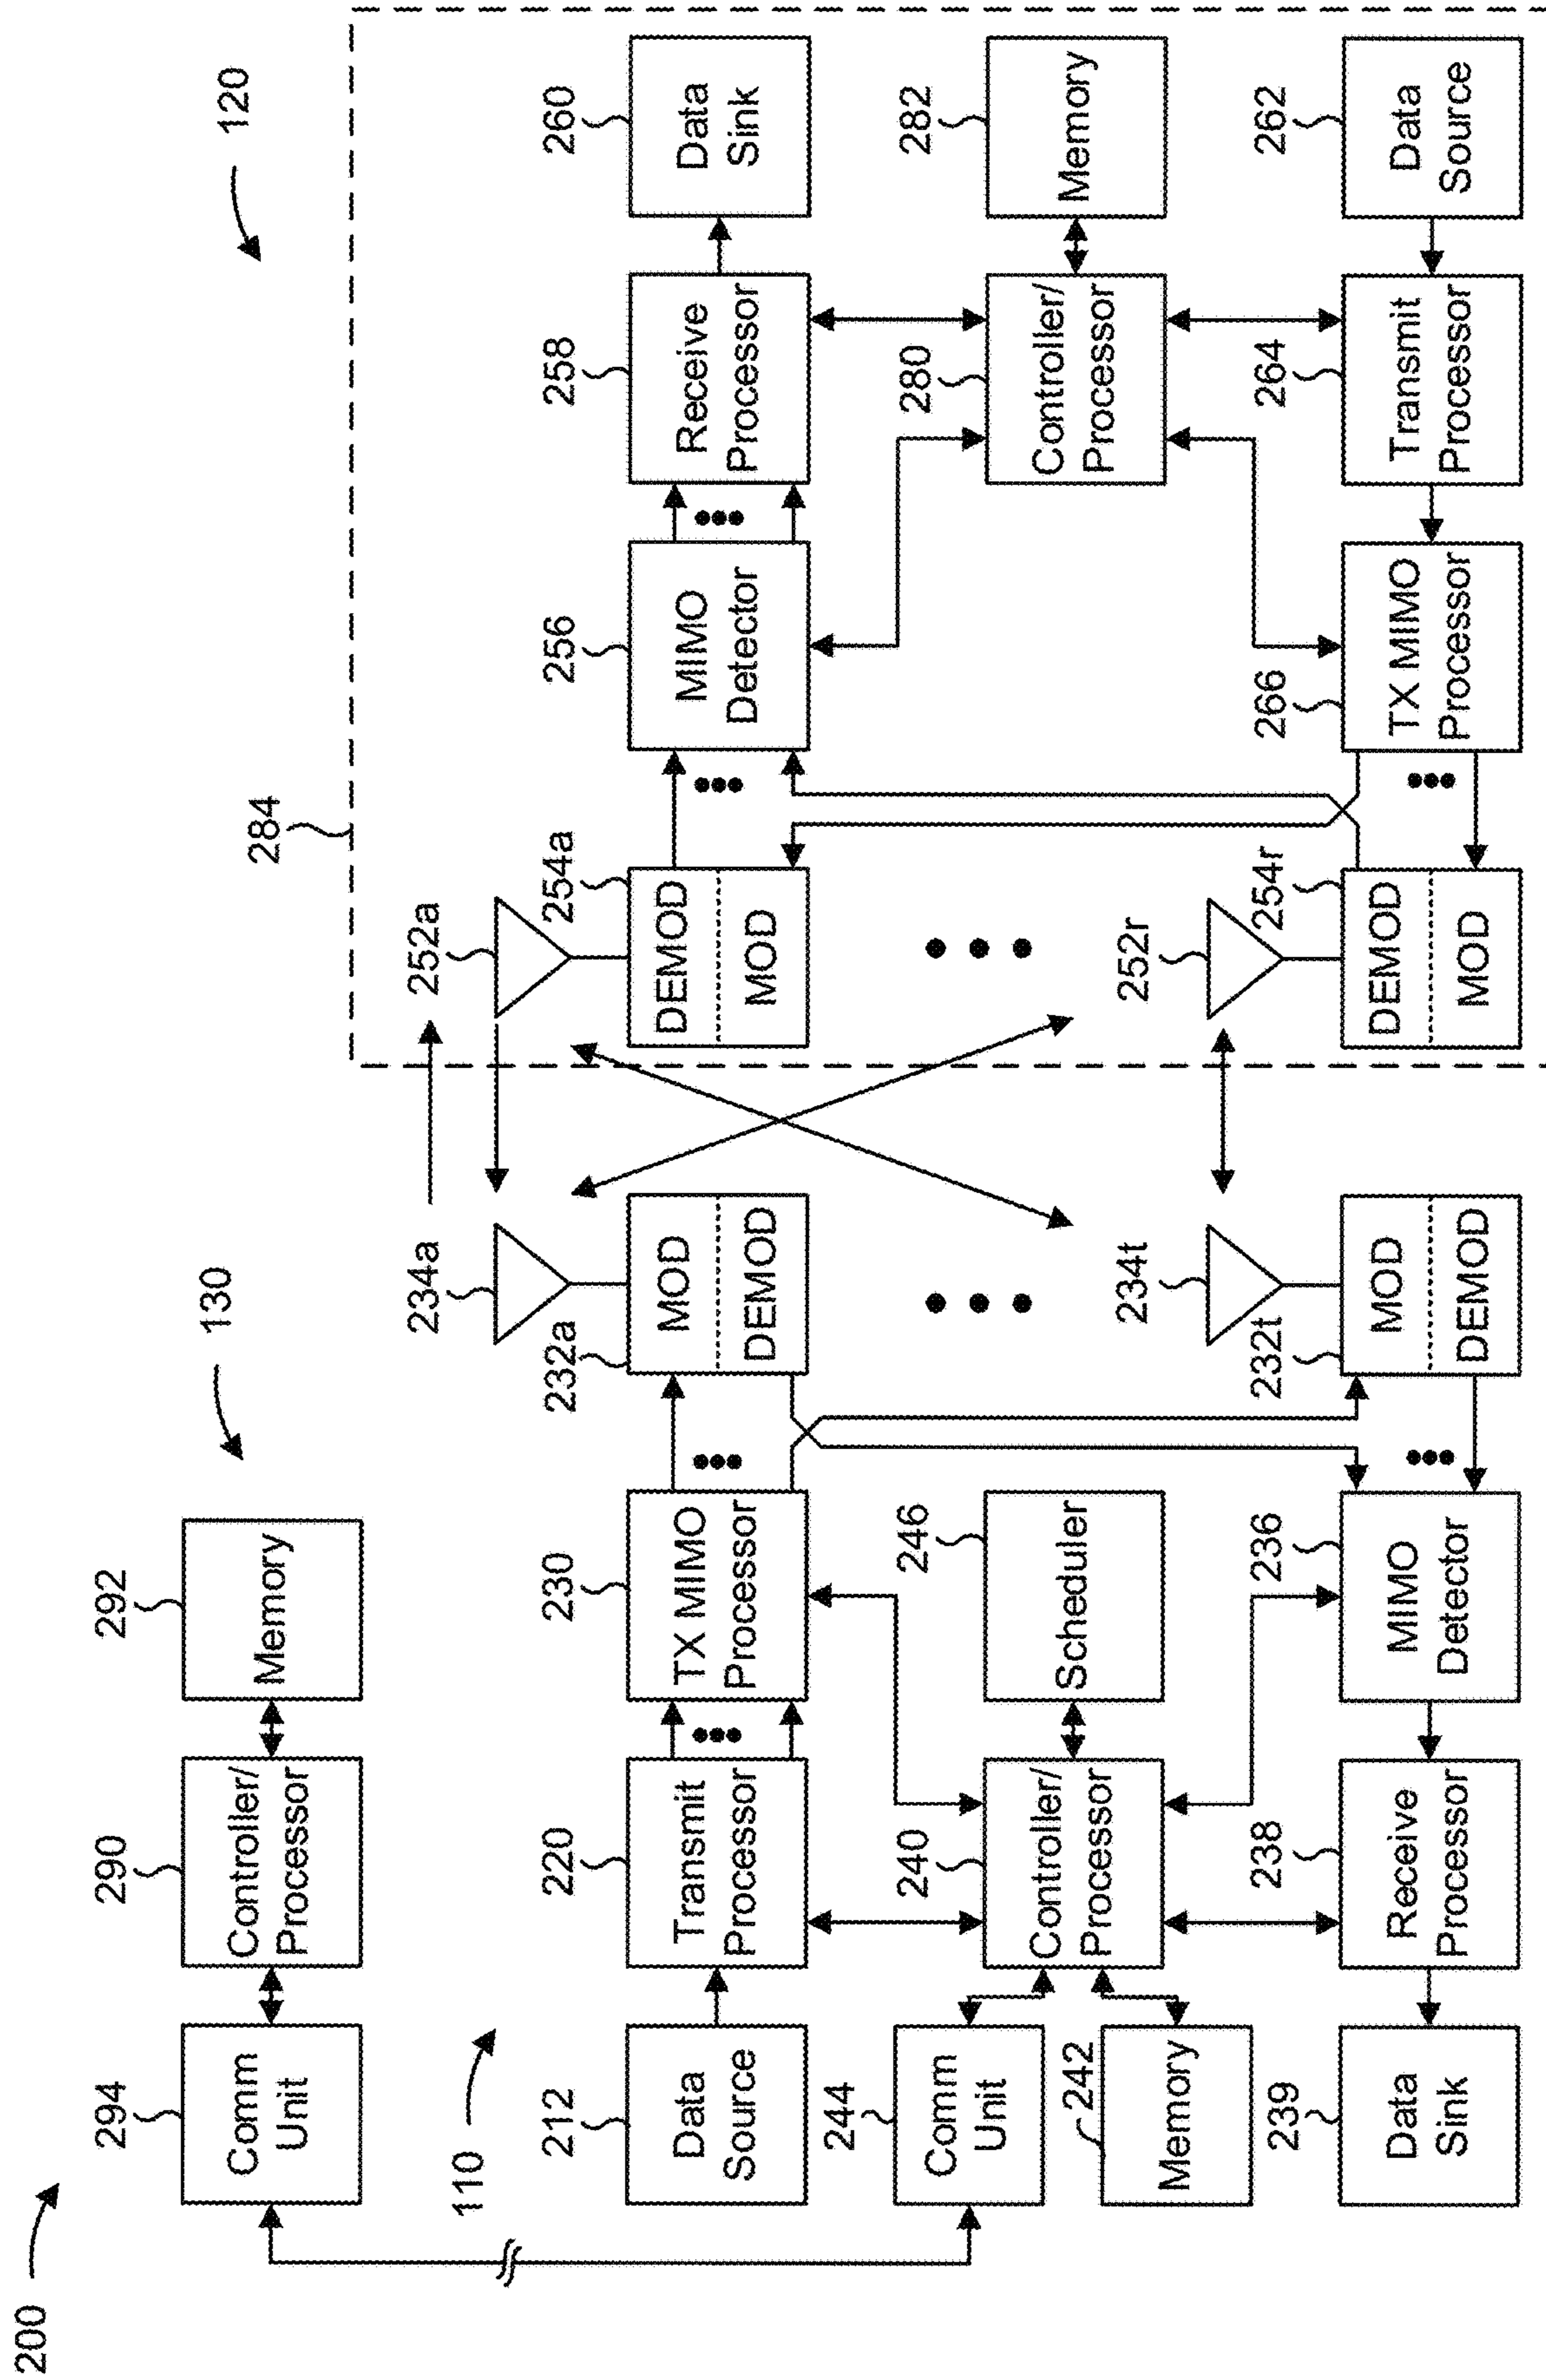 200
130
120
294
Comm
Unit
290
Controller/
Processor
292
Memory
284
110
212
Data
Source
220
Transmit
Processor
230
TX MIMO
Processor
232a
MOD
DEMOD
234a
252a
254a
DEMOD
MOD
256
MIMO
Detector
258
Receive
Processor
260
Data
Sink
244
Comm
Unit
242
Memory
240
Controller/
Processor
246
Scheduler
280
Controller/
Processor
282
Memory
239
Data
Sink
238
Receive
Processor
236
MIMO
Detector
232t
MOD
DEMOD
234t
252r
254r
DEMOD
MOD
266
TX MIMO
Processor
264
Transmit
Processor
262
Data
Source